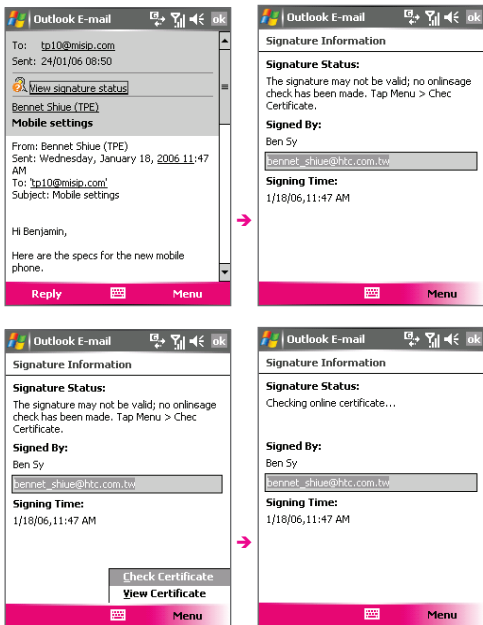 Outlook E-mail ok
To: tp10@misip.com
Sent: 24/01/06 08:50
View signature status
Bennet Shiue (TPE)
Mobile settings
From: Bennet Shiue (TPE)
Sent: Wednesday, January 18, 2006 11:47
AM
To: 'tp10@misip.com'
Subject: Mobile settings
Hi Benjamin,
Here are the specs for the new mobile
phone.
Reply Menu
Outlook E-mail ok
Signature Information
Signature Status:
The signature may not be valid; no onlinsage
check has been made. Tap Menu > Chec
Certificate.
Signed By:
Ben Sy
bennet_shiue@htc.com.tw
Signing Time:
1/18/06,11:47 AM
Menu
Outlook E-mail ok
Signature Information
Signature Status:
The signature may not be valid; no onlinsage
check has been made. Tap Menu > Chec
Certificate.
Signed By:
Ben Sy
bennet_shiue@htc.com.tw
Signing Time:
1/18/06,11:47 AM
Check Certificate
View Certificate
Menu
Outlook E-mail ok
Signature Information
Signature Status:
Checking online certificate...
Signed By:
Ben Sy
bennet_shiue@htc.com.tw
Signing Time:
1/18/06,11:47 AM
Menu